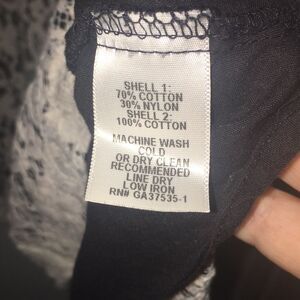 SHELL 1:
70% COTTON
30% NYLON
SHELL 2:
100% COTTON
MACHINE WASH
COLD
OR DRY CLEAN
RECOMMENDED
LINE DRY
LOW IRON
RN# GA37535-1